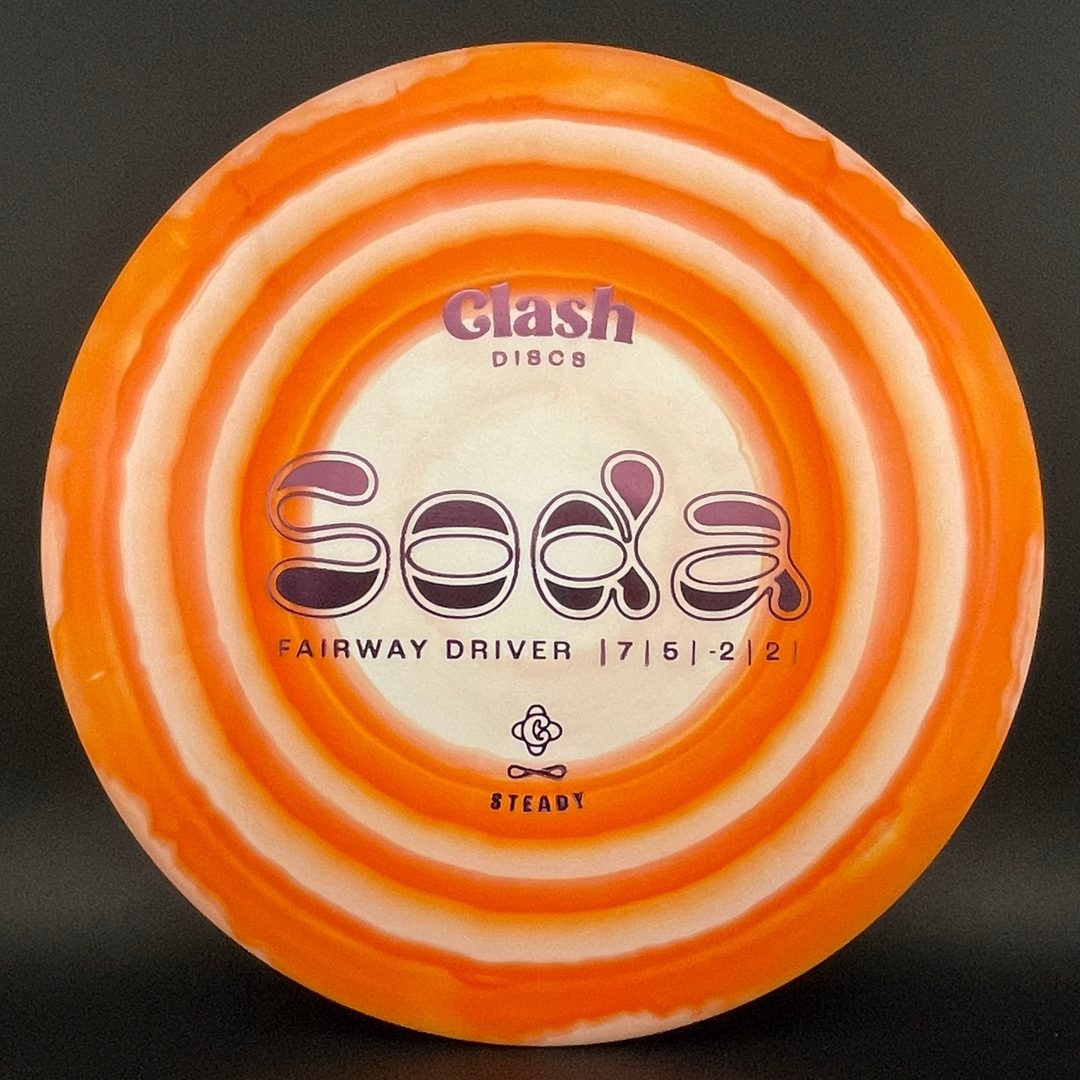 Clash
DISCS
Soda
FAIRWAY DRIVER |7|5|-2|2|
C
STEADY